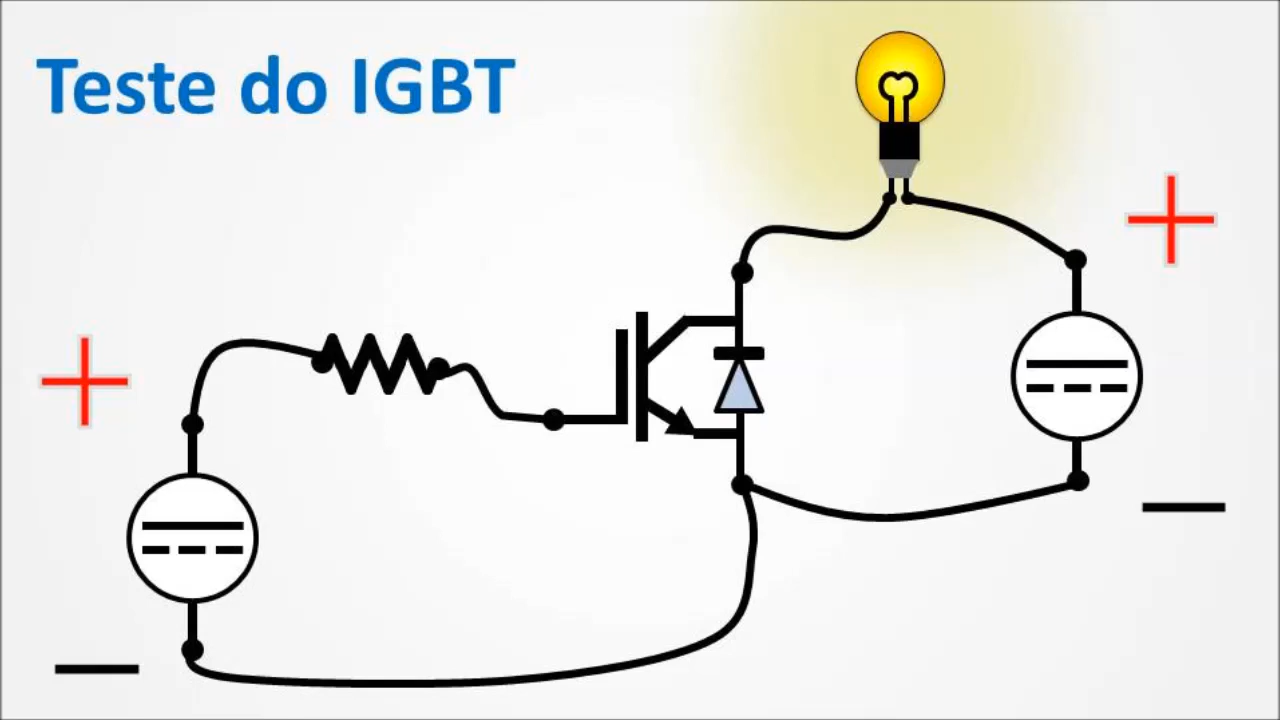 Teste do IGBT
+
+
—
—